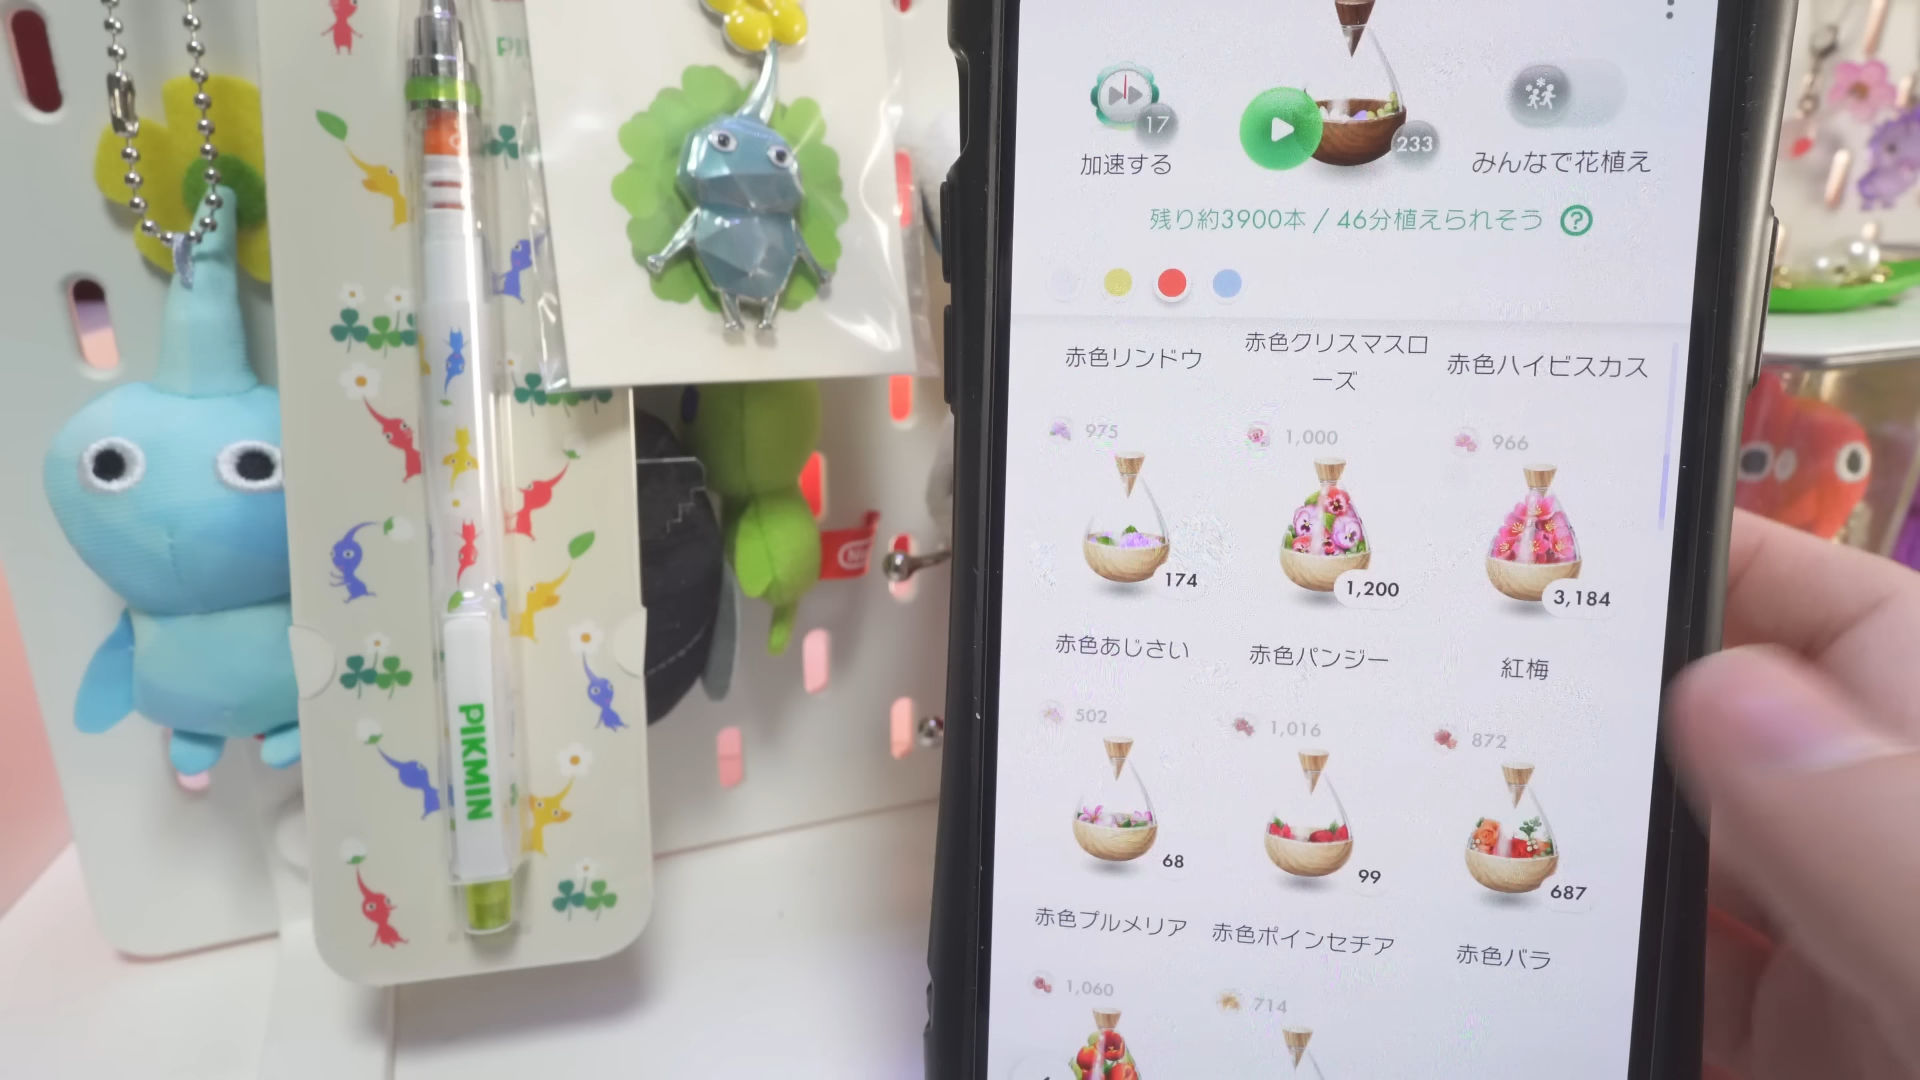 17
加速する
233
みんなで花植え
残り約3900本 / 46分植えられそう ?
赤色リンドウ
赤色クリスマスロ
ーズ
赤色ハイビスカス
975
1,000
966
174
1,200
3,184
赤色あじさい
赤色パンジー
紅梅
502
1,016
872
68
99
687
赤色プルメリア
赤色ポインセチア
赤色バラ
1,060
714
PIKMIN